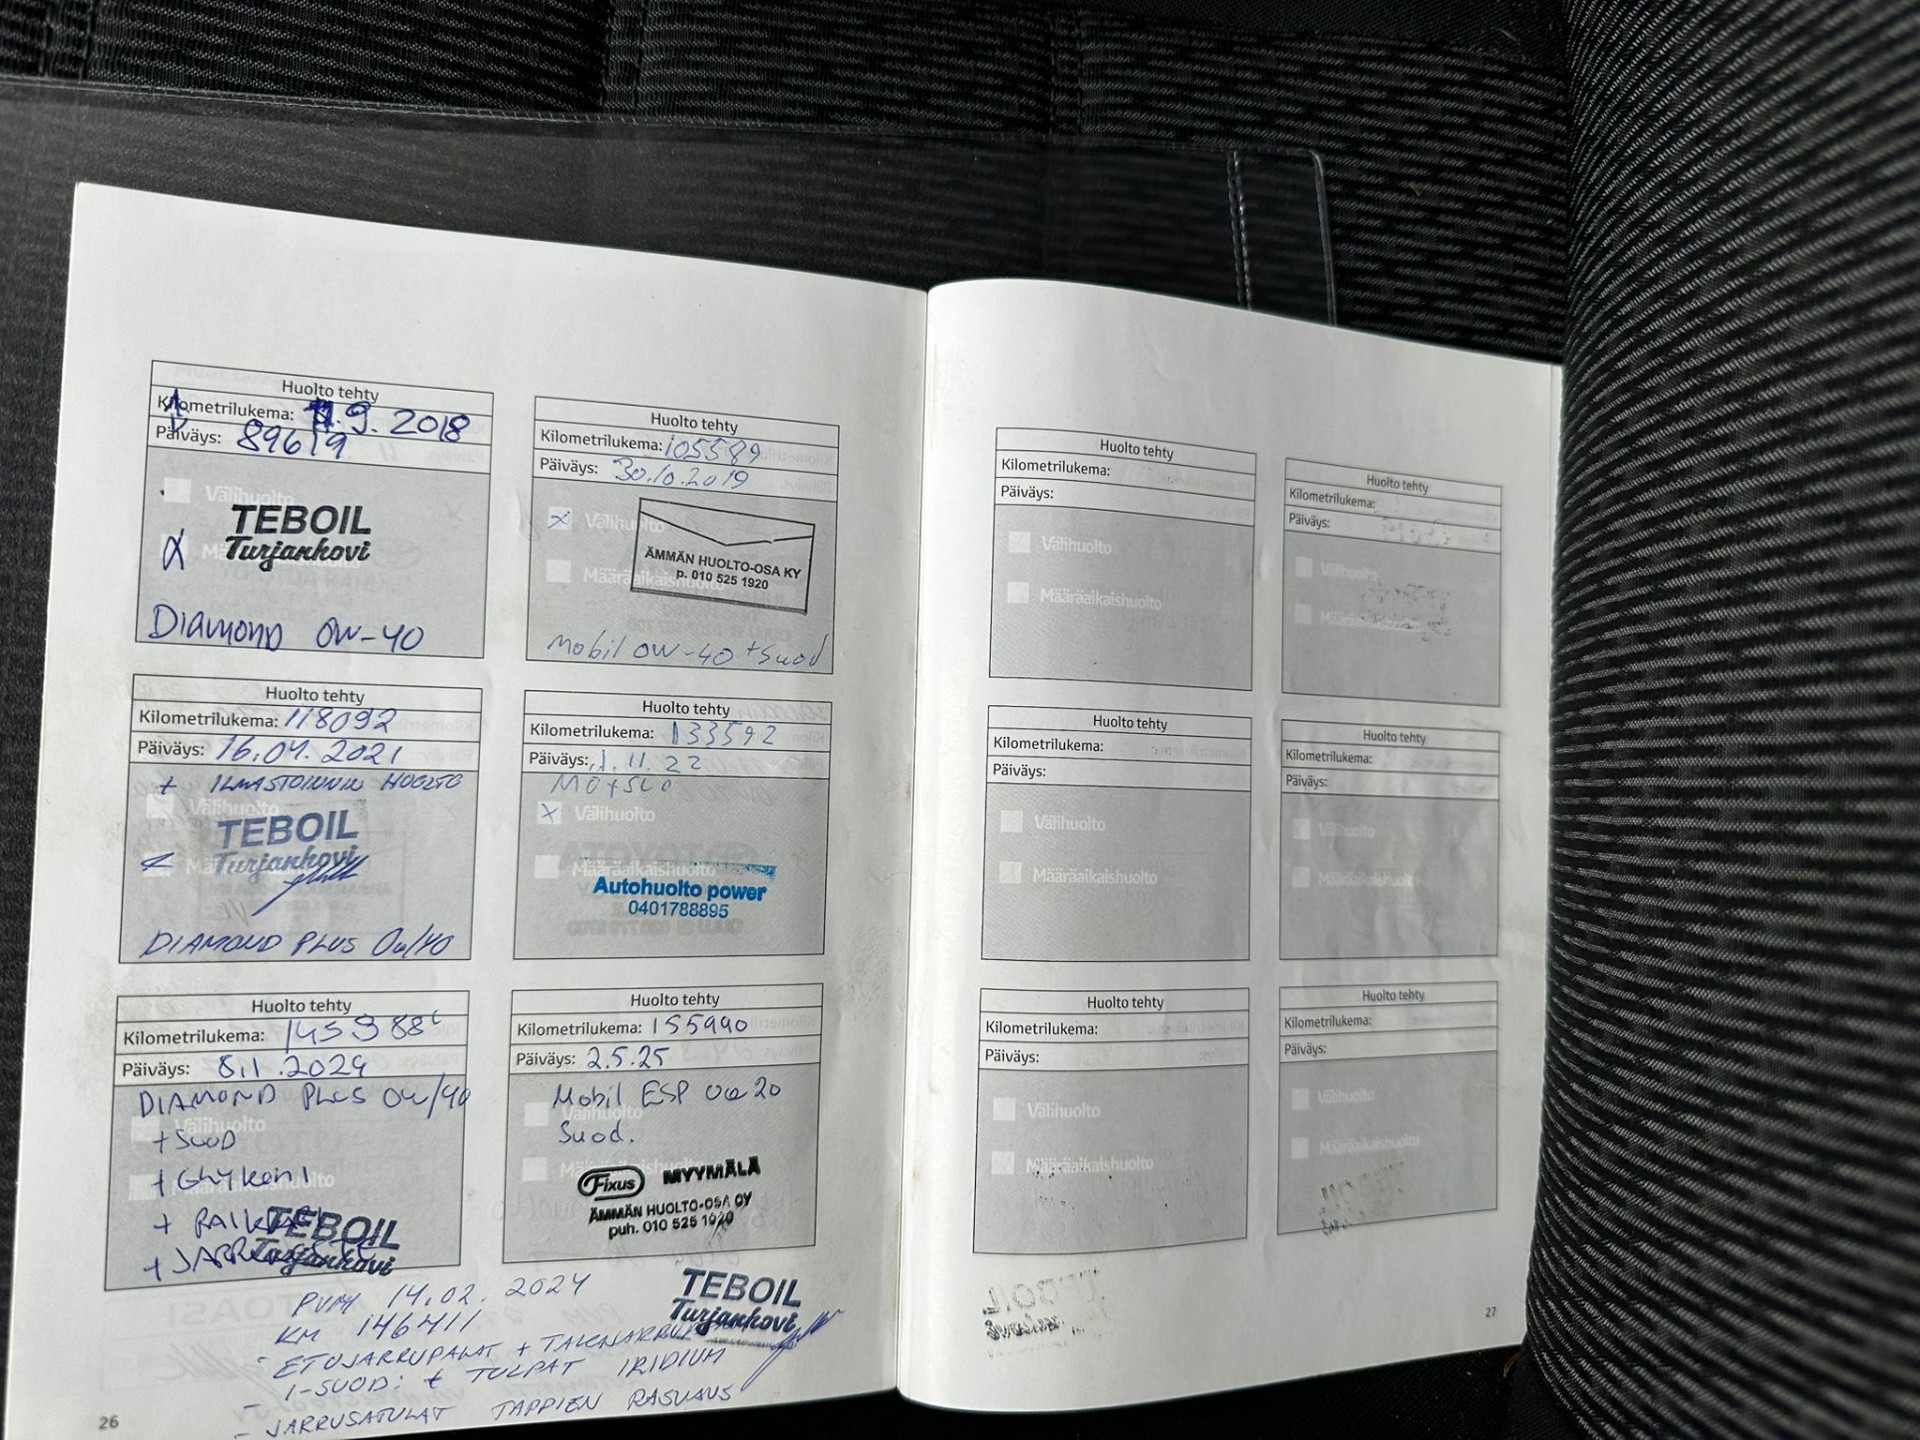 Huolto tehty
Kilometrilukema: 11.9.2018
Päiväys: 89619
Välihuolto
TEBOIL
Turjankovi
Diamond 0W-40
Huolto tehty
Kilometrilukema: 105589
Päiväys: 30.10.2019
Välihuolto
ÄMMÄN HUOLTO-OSA KY
p. 010 525 1920
Määräaikaishuolto
Mobil 0W-40 + Suod
Huolto tehty
Kilometrilukema: 118092
Päiväys: 16.04.2021
+ ILMASTOINNIN HUOLTO
Välihuolto
TEBOIL
Turjankovi
DIAMOND PLUS 0W/40
Huolto tehty
Kilometrilukema: 133592
Päiväys: 1.11.22
MÖ+SUO
Välihuolto
Määräaikaishuolto
Autohuolto power
0401788895
Huolto tehty
Kilometrilukema: 145388
Päiväys: 8.1.2024
DIAMOND PLUS 0W/40
Välihuolto
+ SUOD
+ Glykoni
Määräaikaishuolto
TEBOIL
Turjankovi
Huolto tehty
Kilometrilukema: 155990
Päiväys: 2.5.25
Mobil ESP 0W20
Välihuolto
Suod.
Määräaikaishuolto
Fixus MYYMÄLÄ
ÄMMÄN HUOLTO-OSA OY
puh. 010 525 1920
PVM 14.02.2024
KM 146411
- ETUJARRUPALAT +
I-SUOD: + TULPAT IRIDIUM
- JARRUSATULAT TAPPIEN RASVAUS
TEBOIL
Turjankovi
26
Huolto tehty
Kilometrilukema:
Päiväys:
Välihuolto
Määräaikaishuolto
Huolto tehty
Kilometrilukema:
Päiväys:
Välihuolto
Määräaikaishuolto
Huolto tehty
Kilometrilukema:
Päiväys:
Välihuolto
Määräaikaishuolto
Huolto tehty
Kilometrilukema:
Päiväys:
Välihuolto
Määräaikaishuolto
Huolto tehty
Kilometrilukema:
Päiväys:
Välihuolto
Määräaikaishuolto
Huolto tehty
Kilometrilukema:
Päiväys:
Välihuolto
Määräaikaishuolto
27